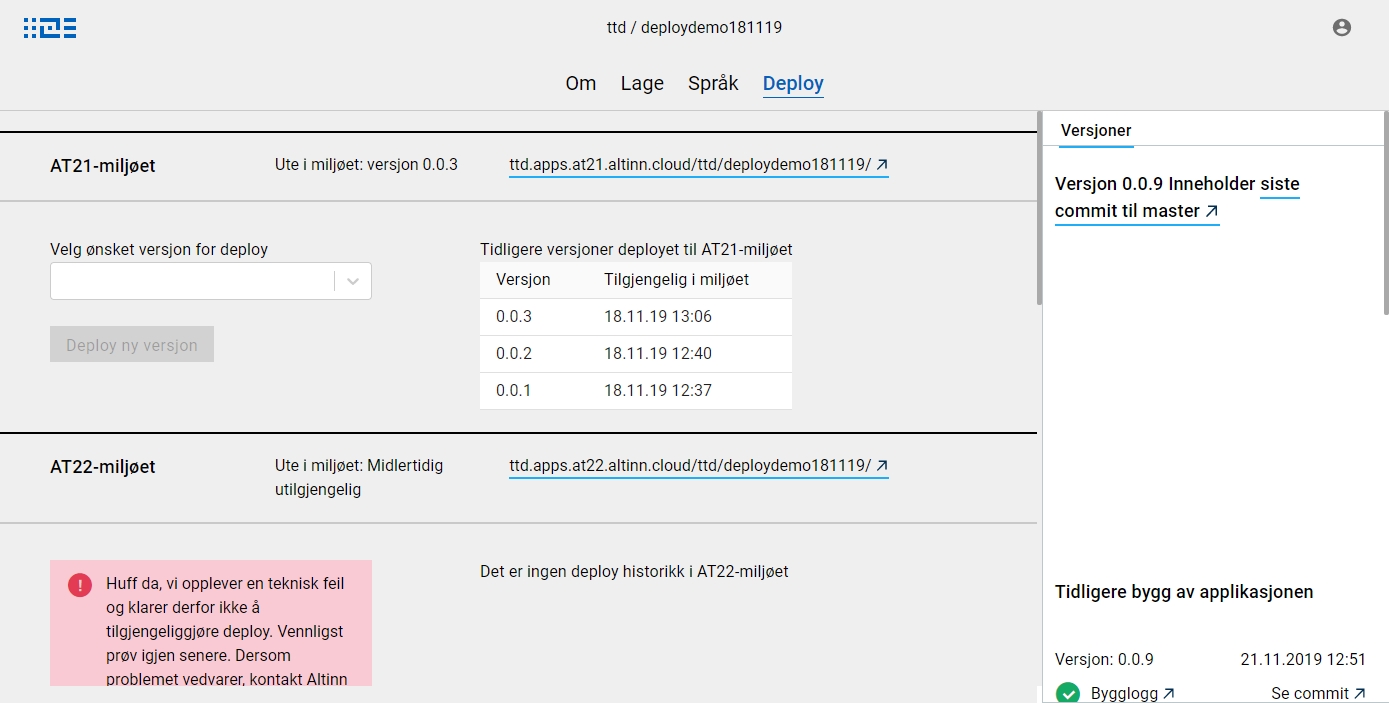 ttd / deploydemo181119
Om Lage Språk Deploy
AT21-miljøet
Ute i miljøet: versjon 0.0.3
ttd.apps.at21.altinn.cloud/ttd/deploydemo181119/
Velg ønsket versjon for deploy
Deploy ny versjon
Tidligere versjoner deployet til AT21-miljøet
Versjon Tilgjengelig i miljøet
0.0.3 18.11.19 13:06
0.0.2 18.11.19 12:40
0.0.1 18.11.19 12:37
AT22-miljøet
Ute i miljøet: Midlertidig
utilgjengelig
ttd.apps.at22.altinn.cloud/ttd/deploydemo181119/
Huff da, vi opplever en teknisk feil
og klarer derfor ikke å
tilgjengeliggjøre deploy. Vennligst
prøv igjen senere. Dersom
problemet vedvarer, kontakt Altinn
Det er ingen deploy historikk i AT22-miljøet
Versjoner
Versjon 0.0.9 Inneholder siste
commit til master
Tidligere bygg av applikasjonen
Versjon: 0.0.9 21.11.2019 12:51
Bygglogg Se commit